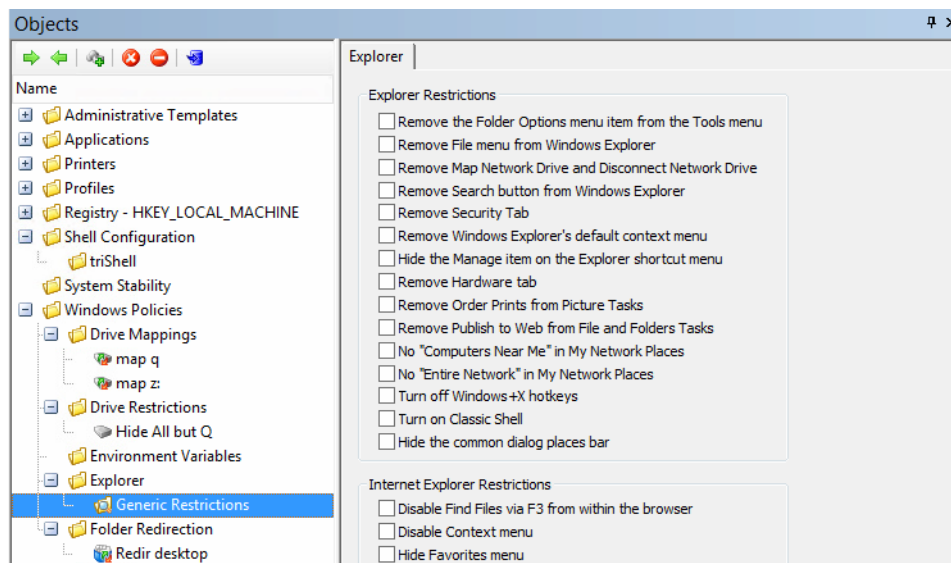 Objects
Name
Administrative Templates
Applications
Printers
Profiles
Registry - HKEY_LOCAL_MACHINE
Shell Configuration
triShell
System Stability
Windows Policies
Drive Mappings
map q
map z:
Drive Restrictions
Hide All but Q
Environment Variables
Explorer
Generic Restrictions
Folder Redirection
Redir desktop
Explorer
Explorer Restrictions
Remove the Folder Options menu item from the Tools menu
Remove File menu from Windows Explorer
Remove Map Network Drive and Disconnect Network Drive
Remove Search button from Windows Explorer
Remove Security Tab
Remove Windows Explorer's default context menu
Hide the Manage item on the Explorer shortcut menu
Remove Hardware tab
Remove Order Prints from Picture Tasks
Remove Publish to Web from File and Folders Tasks
No "Computers Near Me" in My Network Places
No "Entire Network" in My Network Places
Turn off Windows+X hotkeys
Turn on Classic Shell
Hide the common dialog places bar
Internet Explorer Restrictions
Disable Find Files via F3 from within the browser
Disable Context menu
Hide Favorites menu